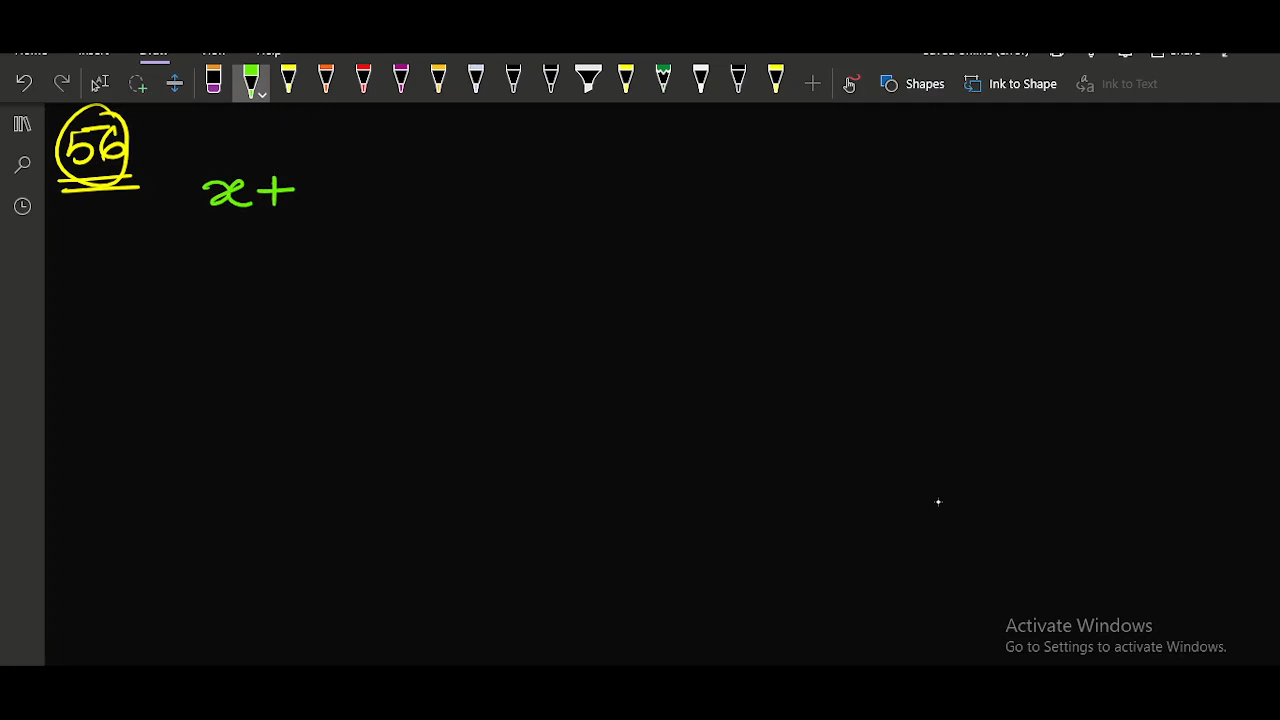 Shapes
Ink to Shape
Ink to Text
56
x+
Activate Windows
Go to Settings to activate Windows.